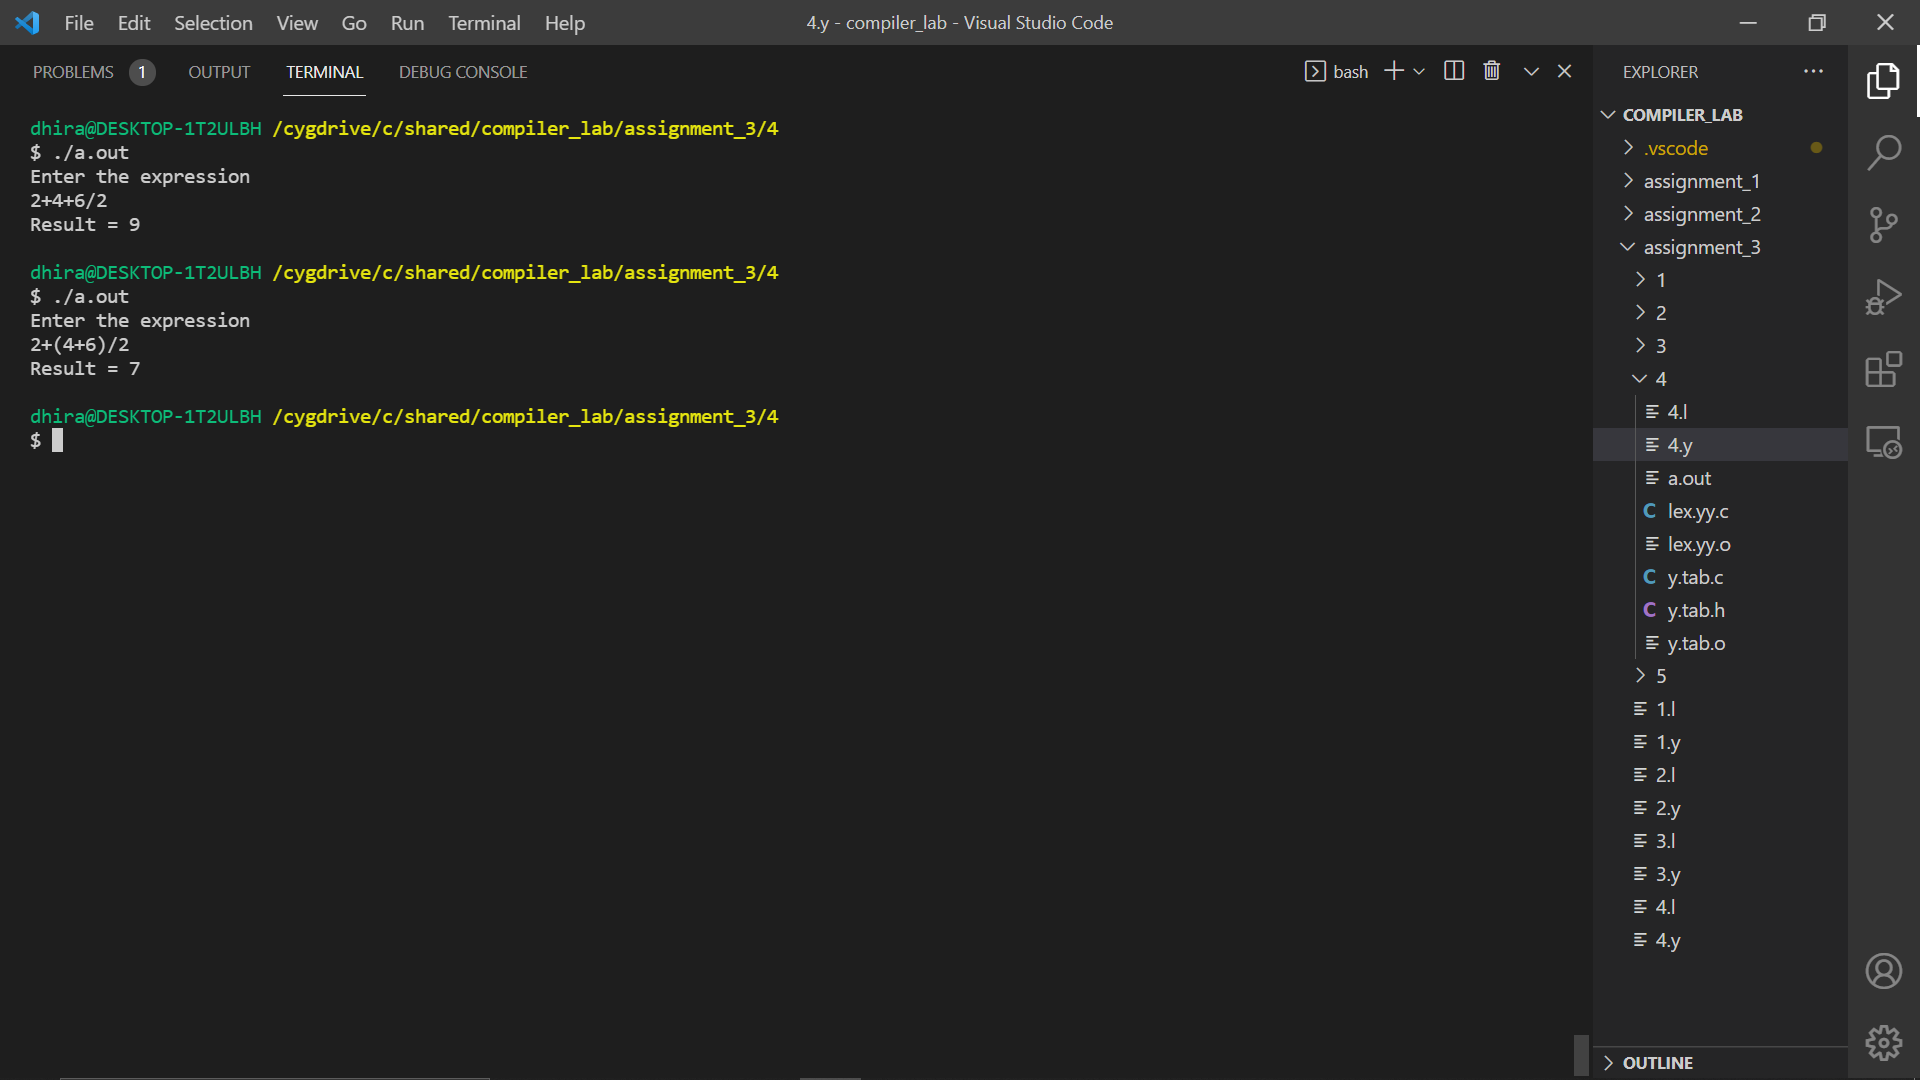 File Edit Selection View Go Run Terminal Help
4.y - compiler_lab - Visual Studio Code
PROBLEMS 1 OUTPUT TERMINAL DEBUG CONSOLE
bash
dhira@DESKTOP-1T2ULBH /cygdrive/c/shared/compiler_lab/assignment_3/4
$ ./a.out
Enter the expression
2+4+6/2
Result = 9
dhira@DESKTOP-1T2ULBH /cygdrive/c/shared/compiler_lab/assignment_3/4
$ ./a.out
Enter the expression
2+(4+6)/2
Result = 7
dhira@DESKTOP-1T2ULBH /cygdrive/c/shared/compiler_lab/assignment_3/4
$
EXPLORER
COMPILER_LAB
.vscode
assignment_1
assignment_2
assignment_3
1
2
3
4
4.l
4.y
a.out
C lex.yy.c
lex.yy.o
C y.tab.c
C y.tab.h
y.tab.o
5
1.l
1.y
2.l
2.y
3.l
3.y
4.l
4.y
OUTLINE